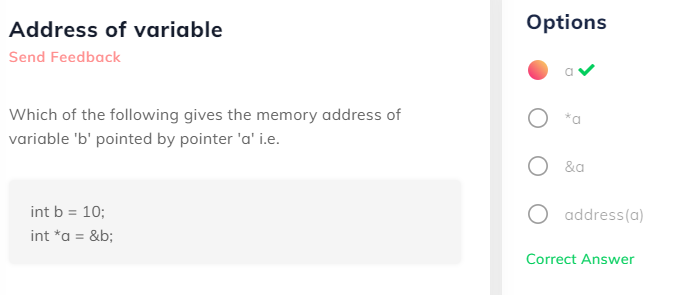 Address of variable
Send Feedback
Which of the following gives the memory address of
variable 'b' pointed by pointer 'a' i.e.
int b = 10;
int *a = &b;
Options
a
*a
&a
address(a)
Correct Answer